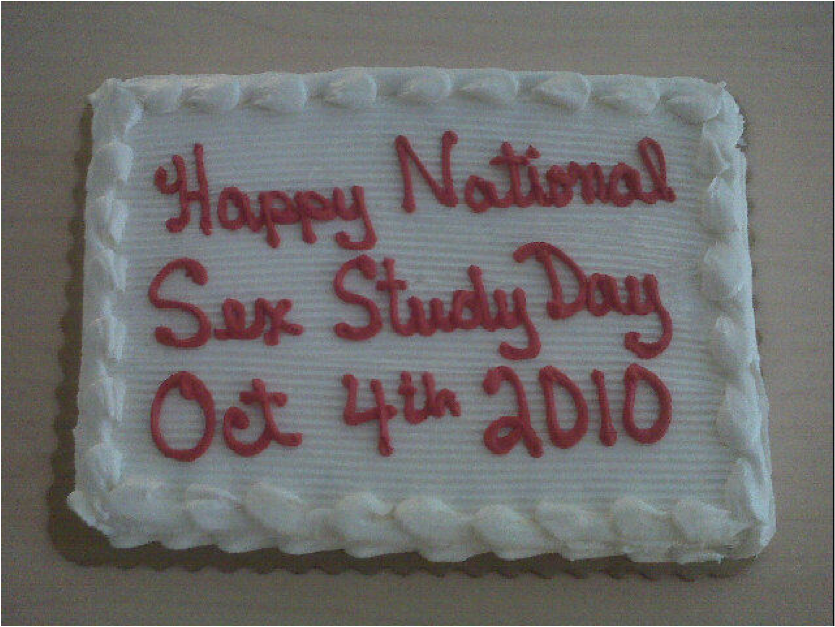 Happy National
Sex Study Day
Oct 4th 2010